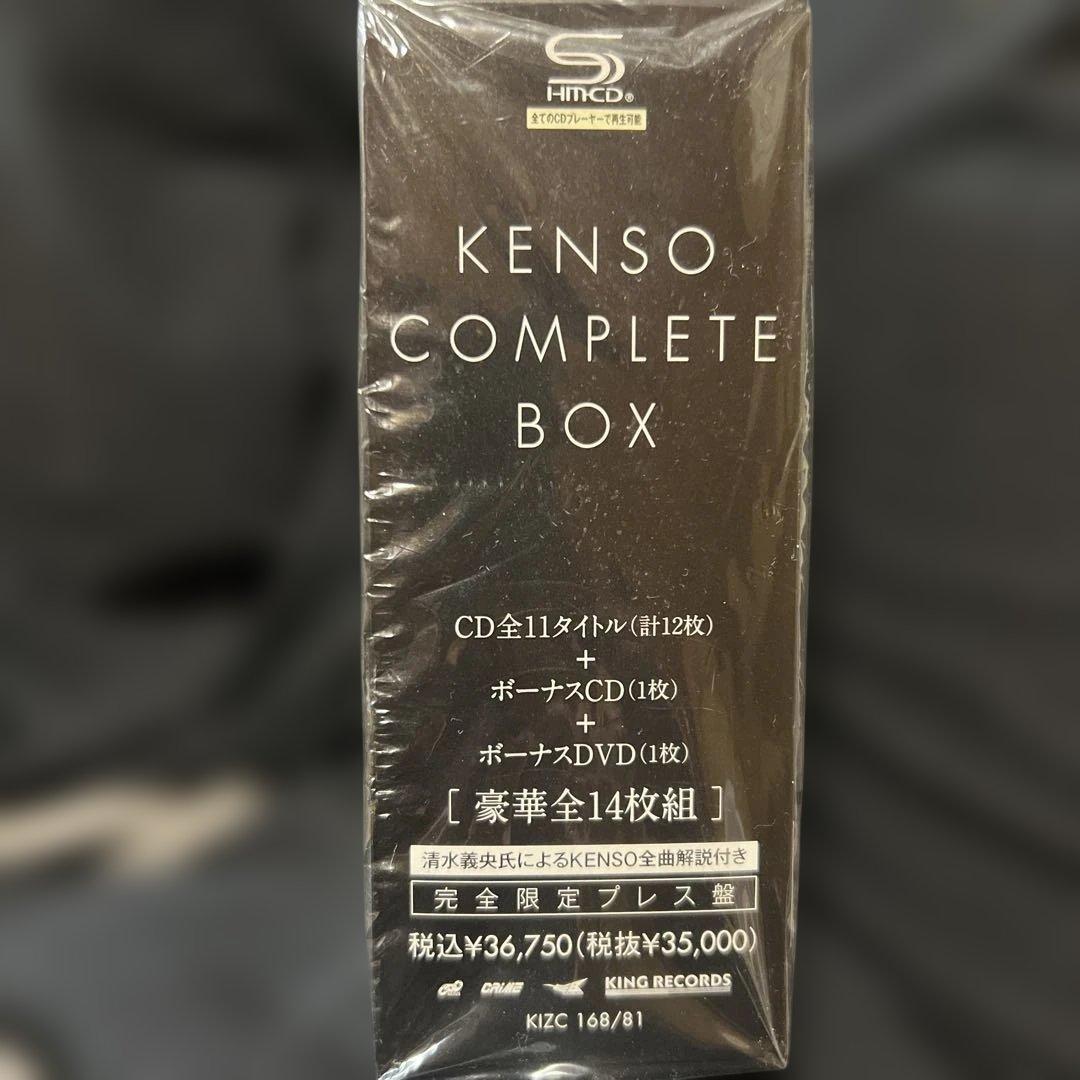 SHM-CD®
全てのCDプレーヤーで再生可能
KENSO
COMPLETE
BOX
CD全11タイトル(計12枚)
+
ボーナスCD(1枚)
+
ボーナスDVD(1枚)
[ 豪華全14枚組 ]
清水義央氏によるKENSO全曲解説付き
完全限定プレス盤
税込¥36,750(税抜¥35,000)
CRIME KING RECORDS
KIZC 168/81